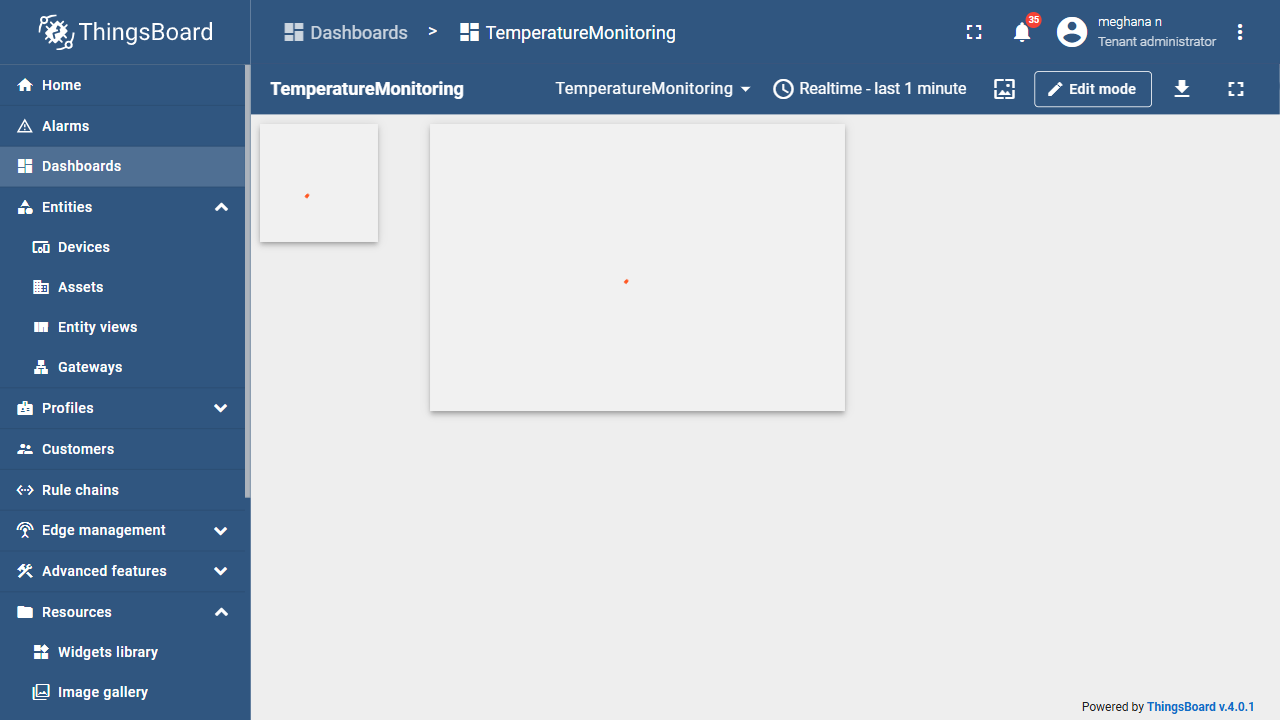 ThingsBoard
Dashboards > TemperatureMonitoring
35
meghana n
Tenant administrator
TemperatureMonitoring
TemperatureMonitoring
Realtime - last 1 minute
Edit mode
Home
Alarms
Dashboards
Entities
Devices
Assets
Entity views
Gateways
Profiles
Customers
Rule chains
Edge management
Advanced features
Resources
Widgets library
Image gallery
Powered by ThingsBoard v.4.0.1